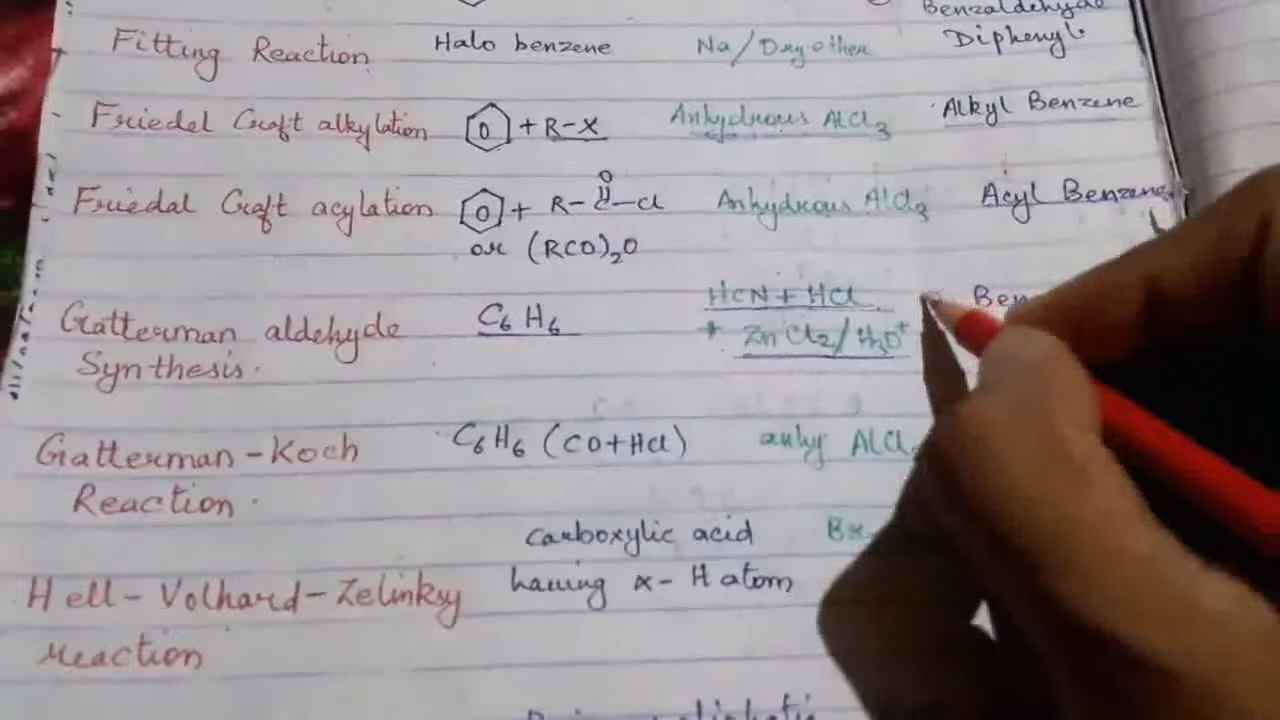 Benzaldehyde
Fitting Reaction Halo benzene Na/Dry ether Diphenyl
Friedel Craft alkylation + R-X Anhydrous AlCl3 Alkyl Benzene
Friedal Craft acylation + R-C(=O)-Cl Anhydrous AlCl3 Acyl Benzene
or (RCO)2O
Gatterman aldehyde C6H6 HCN + HCl Ben
Synthesis. + ZnCl2/H3O+
Gatterman-Koch C6H6 (CO+HCl) anhy AlCl
Reaction.
carboxylic acid
Hell-Volhard-Zelinksy having α-H atom
reaction